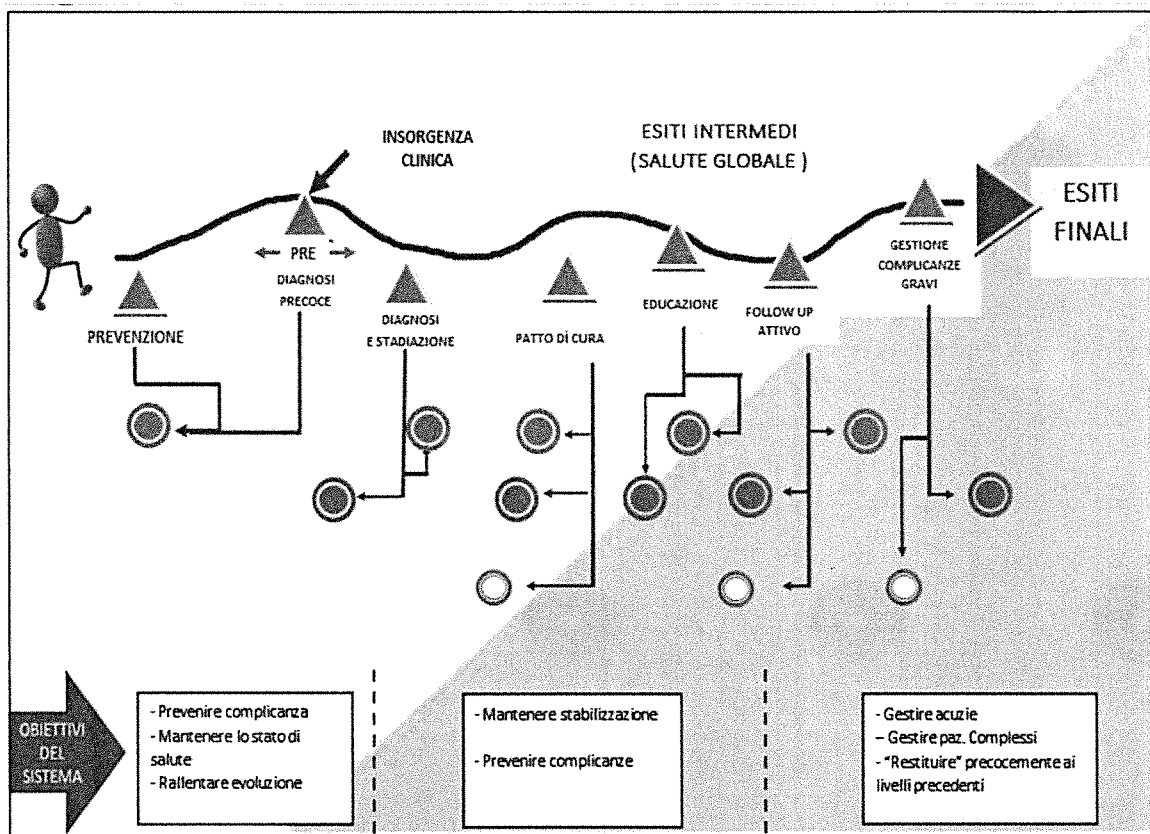 INSORGENZA
CLINICA
ESITI INTERMEDI
( SALUTE GLOBALE )
ESITI
FINALI
PRE
DIAGNOSI
PRECOCE
PREVENZIONE
DIAGNOSI
E STADIAZIONE
PATTO DI CURA
EDUCAZIONE
FOLLOW UP
ATTIVO
GESTIONE
COMPLICANZE
GRAVI
OBIETTIVI
DEL
SISTEMA
- Prevenire complicanza
- Mantenere lo stato di
salute
- Rallentare evoluzione
- Mantenere stabilizzazione
- Prevenire complicanze
- Gestire acuzie
– Gestire paz. Complessi
- “Restituire” precocemente ai
livelli precedenti